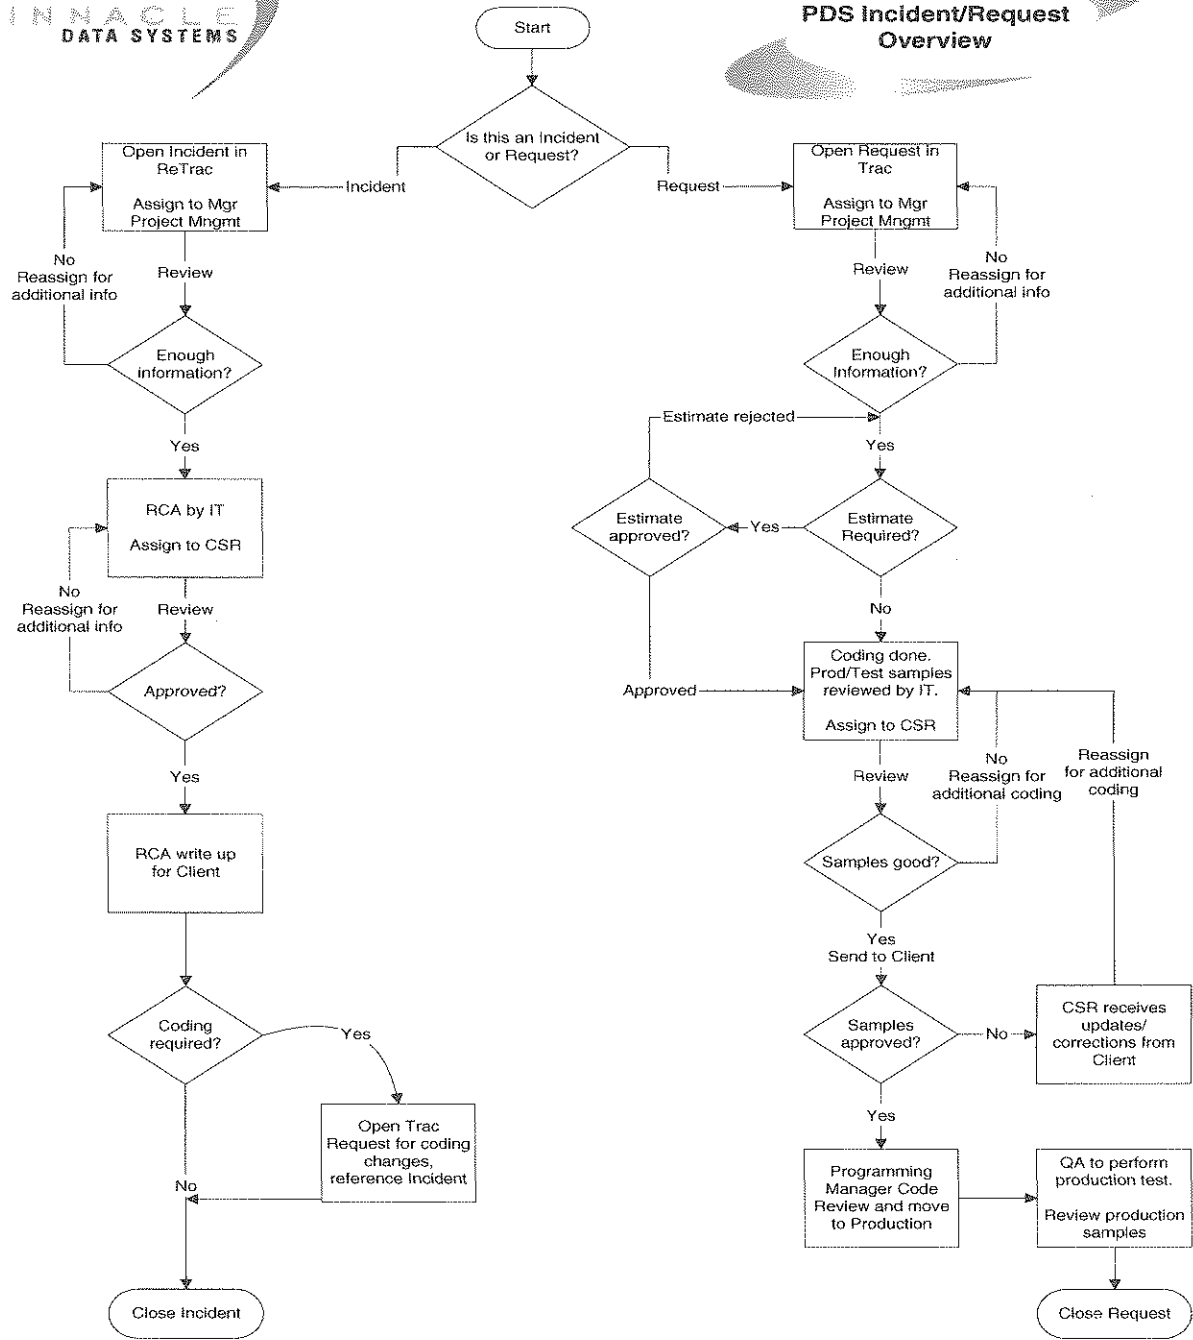 INNACLE
DATA SYSTEMS
PDS Incident/Request
Overview
Start
Is this an Incident
or Request?
Incident
Request
Open Incident in
ReTrac
Assign to Mgr
Project Mngmt
Open Request in
Trac
Assign to Mgr
Project Mngmt
No
Reassign for
additional info
Review
Review
No
Reassign for
additional info
Enough
information?
Enough
Information?
Yes
Estimate rejected
Yes
RCA by IT
Assign to CSR
Estimate
approved?
Yes
Estimate
Required?
No
Reassign for
additional info
Review
No
Approved?
Approved
Coding done.
Prod/Test samples
reviewed by IT.
Assign to CSR
Yes
Review
No
Reassign for
additional coding
Reassign
for additional
coding
RCA write up
for Client
Samples good?
Yes
Send to Client
Coding
required?
Yes
Samples
approved?
No
CSR receives
updates/
corrections from
Client
Open Trac
Request for coding
changes,
reference Incident
No
Yes
Programming
Manager Code
Review and move
to Production
QA to perform
production test.
Review production
samples
Close Incident
Close Request